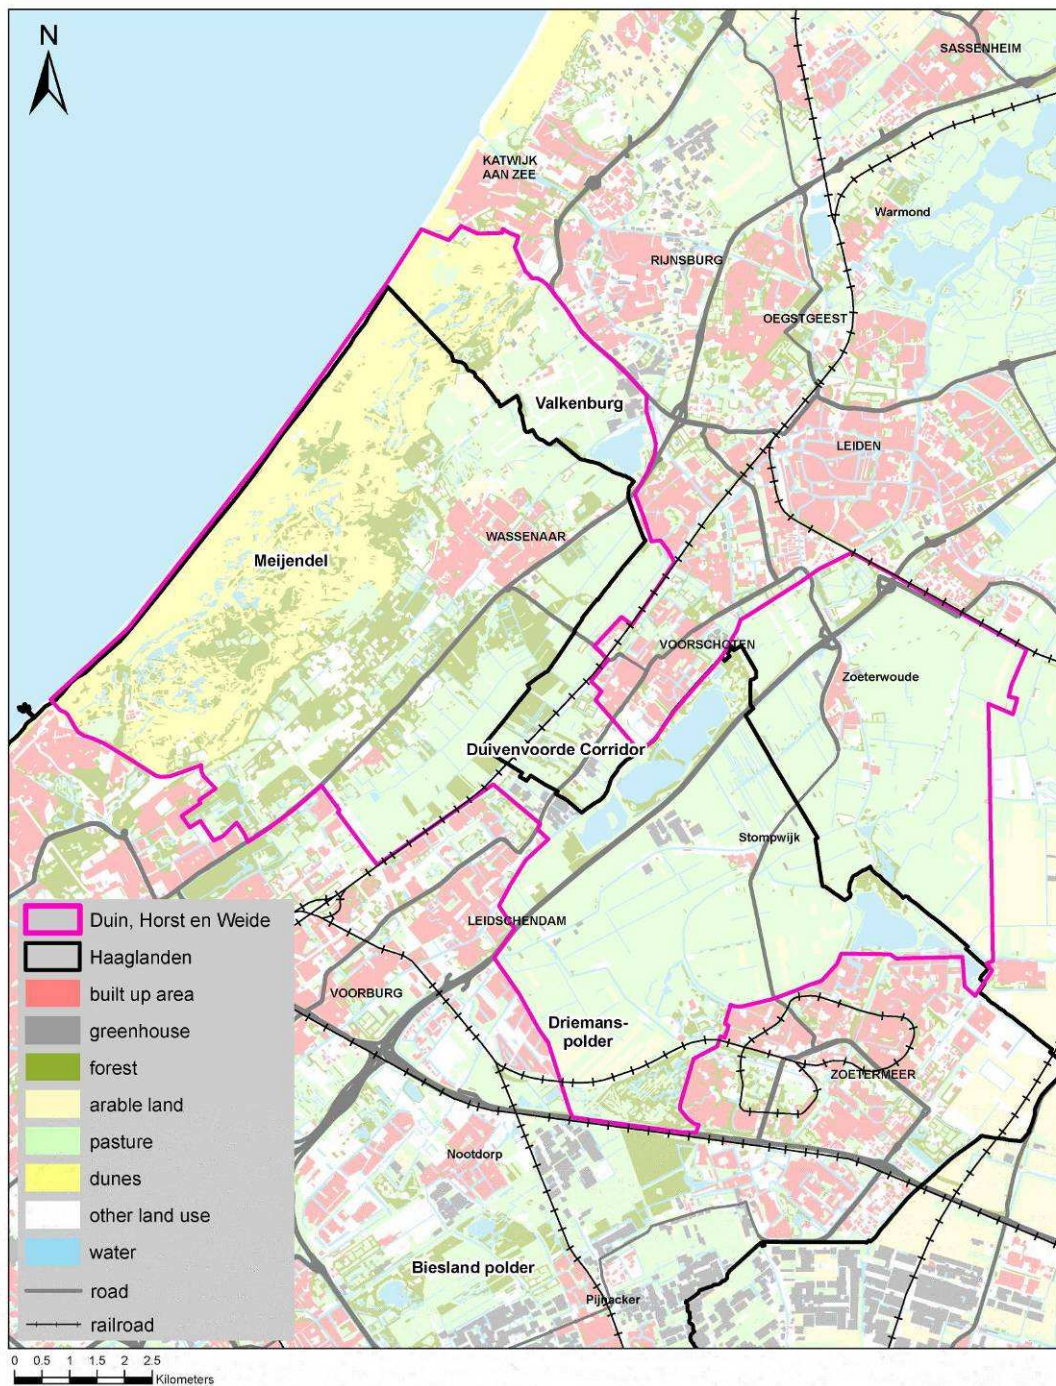 N
SASSENHEIM
KATWIJK
AAN ZEE
Warmond
RIJNSBURG
OEGSTGEEST
Valkenburg
LEIDEN
WASSENAAR
Meijendel
VOORSCHOTEN
Zoeterwoude
Duivenvoorde Corridor
Stompwijk
LEIDSCHENDAM
VOORBURG
Driemans-
polder
ZOETERMEER
Nootdorp
Biesland polder
Pijnacker
Duin, Horst en Weide
Haaglanden
built up area
greenhouse
forest
arable land
pasture
dunes
other land use
water
road
railroad
0 0.5 1 1.5 2 2.5
Kilometers